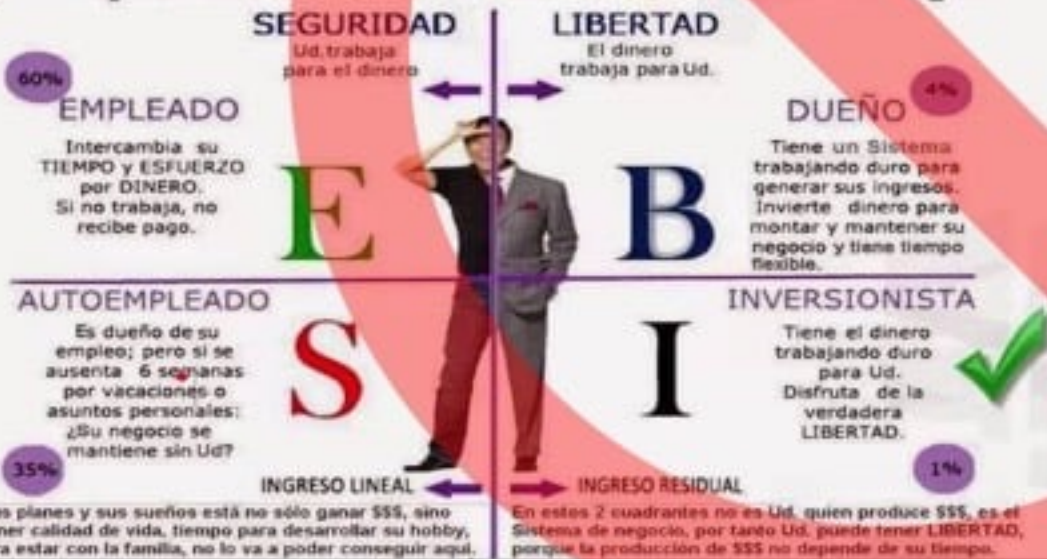 SEGURIDAD
Ud. trabaja
para el dinero
LIBERTAD
El dinero
trabaja para Ud.
60%
EMPLEADO
Intercambia su
TIEMPO y ESFUERZO
por DINERO.
Si no trabaja, no
recibe pago.
E
B
4%
DUEÑO
Tiene un Sistema
trabajando duro para
generar sus ingresos.
Invierte dinero para
montar y mantener su
negocio y tiene tiempo
flexible.
AUTOEMPLEADO
Es dueño de su
empleo; pero si se
ausenta 6 semanas
por vacaciones o
asuntos personales:
¿Su negocio se
mantiene sin Ud?
35%
S
I
INVERSIONISTA
Tiene el dinero
trabajando duro
para Ud.
Disfruta de la
verdadera
LIBERTAD.
1%
INGRESO LINEAL
INGRESO RESIDUAL
planes y sus sueños está no sólo ganar $$$, sino
calidad de vida, tiempo para desarrollar su hobby,
estar con la familia, no lo va a poder conseguir aquí.
En estos 2 cuadrantes no es Ud. quien produce $$$, es el
Sistema de negocio, por tanto Ud. puede tener LIBERTAD,
porque la producción de $$$ no depende de su tiempo.